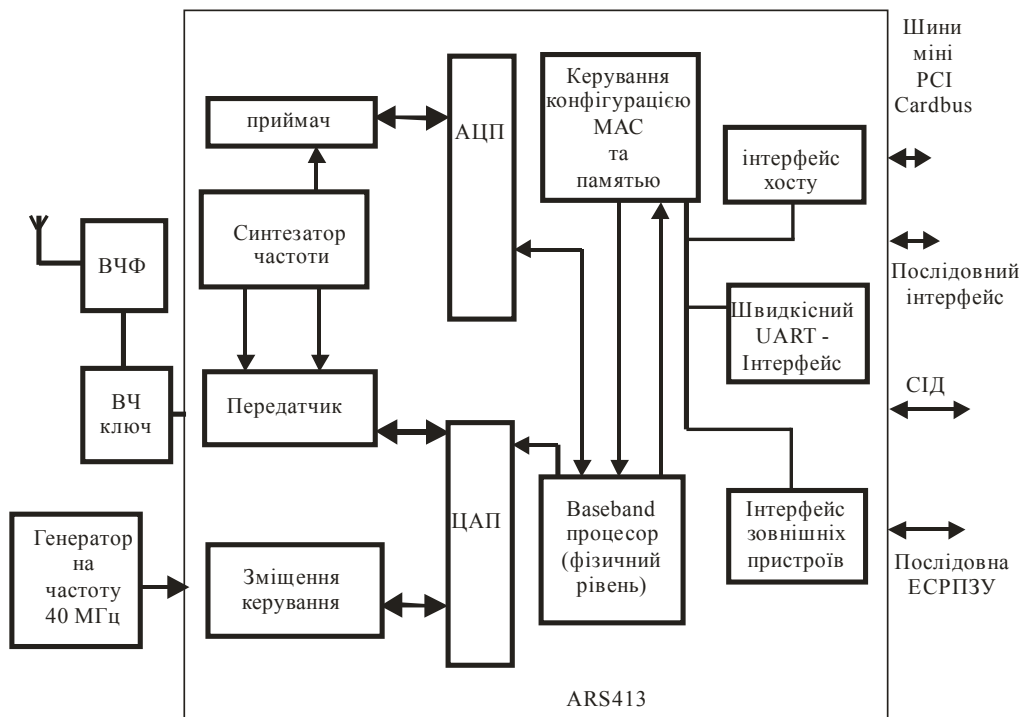 Шини
міні
PCI
Cardbus
Керування
конфігурацією
MAC
та
памятью
приймач
АЦП
інтерфейс
хосту
Синтезатор
частоти
ВЧФ
Послідовний
інтерфейс
Швидкісний
UART -
Інтерфейс
ВЧ
ключ
Передатчик
СІД
ЦАП
Baseband
процесор
(фізичний
рівень)
Інтерфейс
зовнішніх
пристроїв
Генератор
на
частоту
40 МГц
Зміщення
керування
Послідовна
ЕСРПЗУ
ARS413